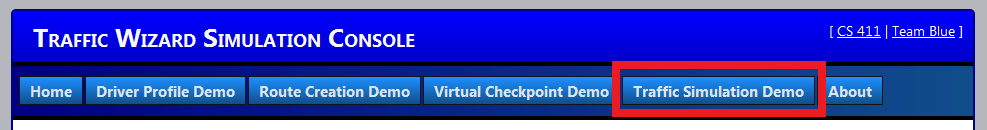 Traffic Wizard Simulation Console
[ CS 411 | Team Blue ]
Home Driver Profile Demo Route Creation Demo Virtual Checkpoint Demo Traffic Simulation Demo About